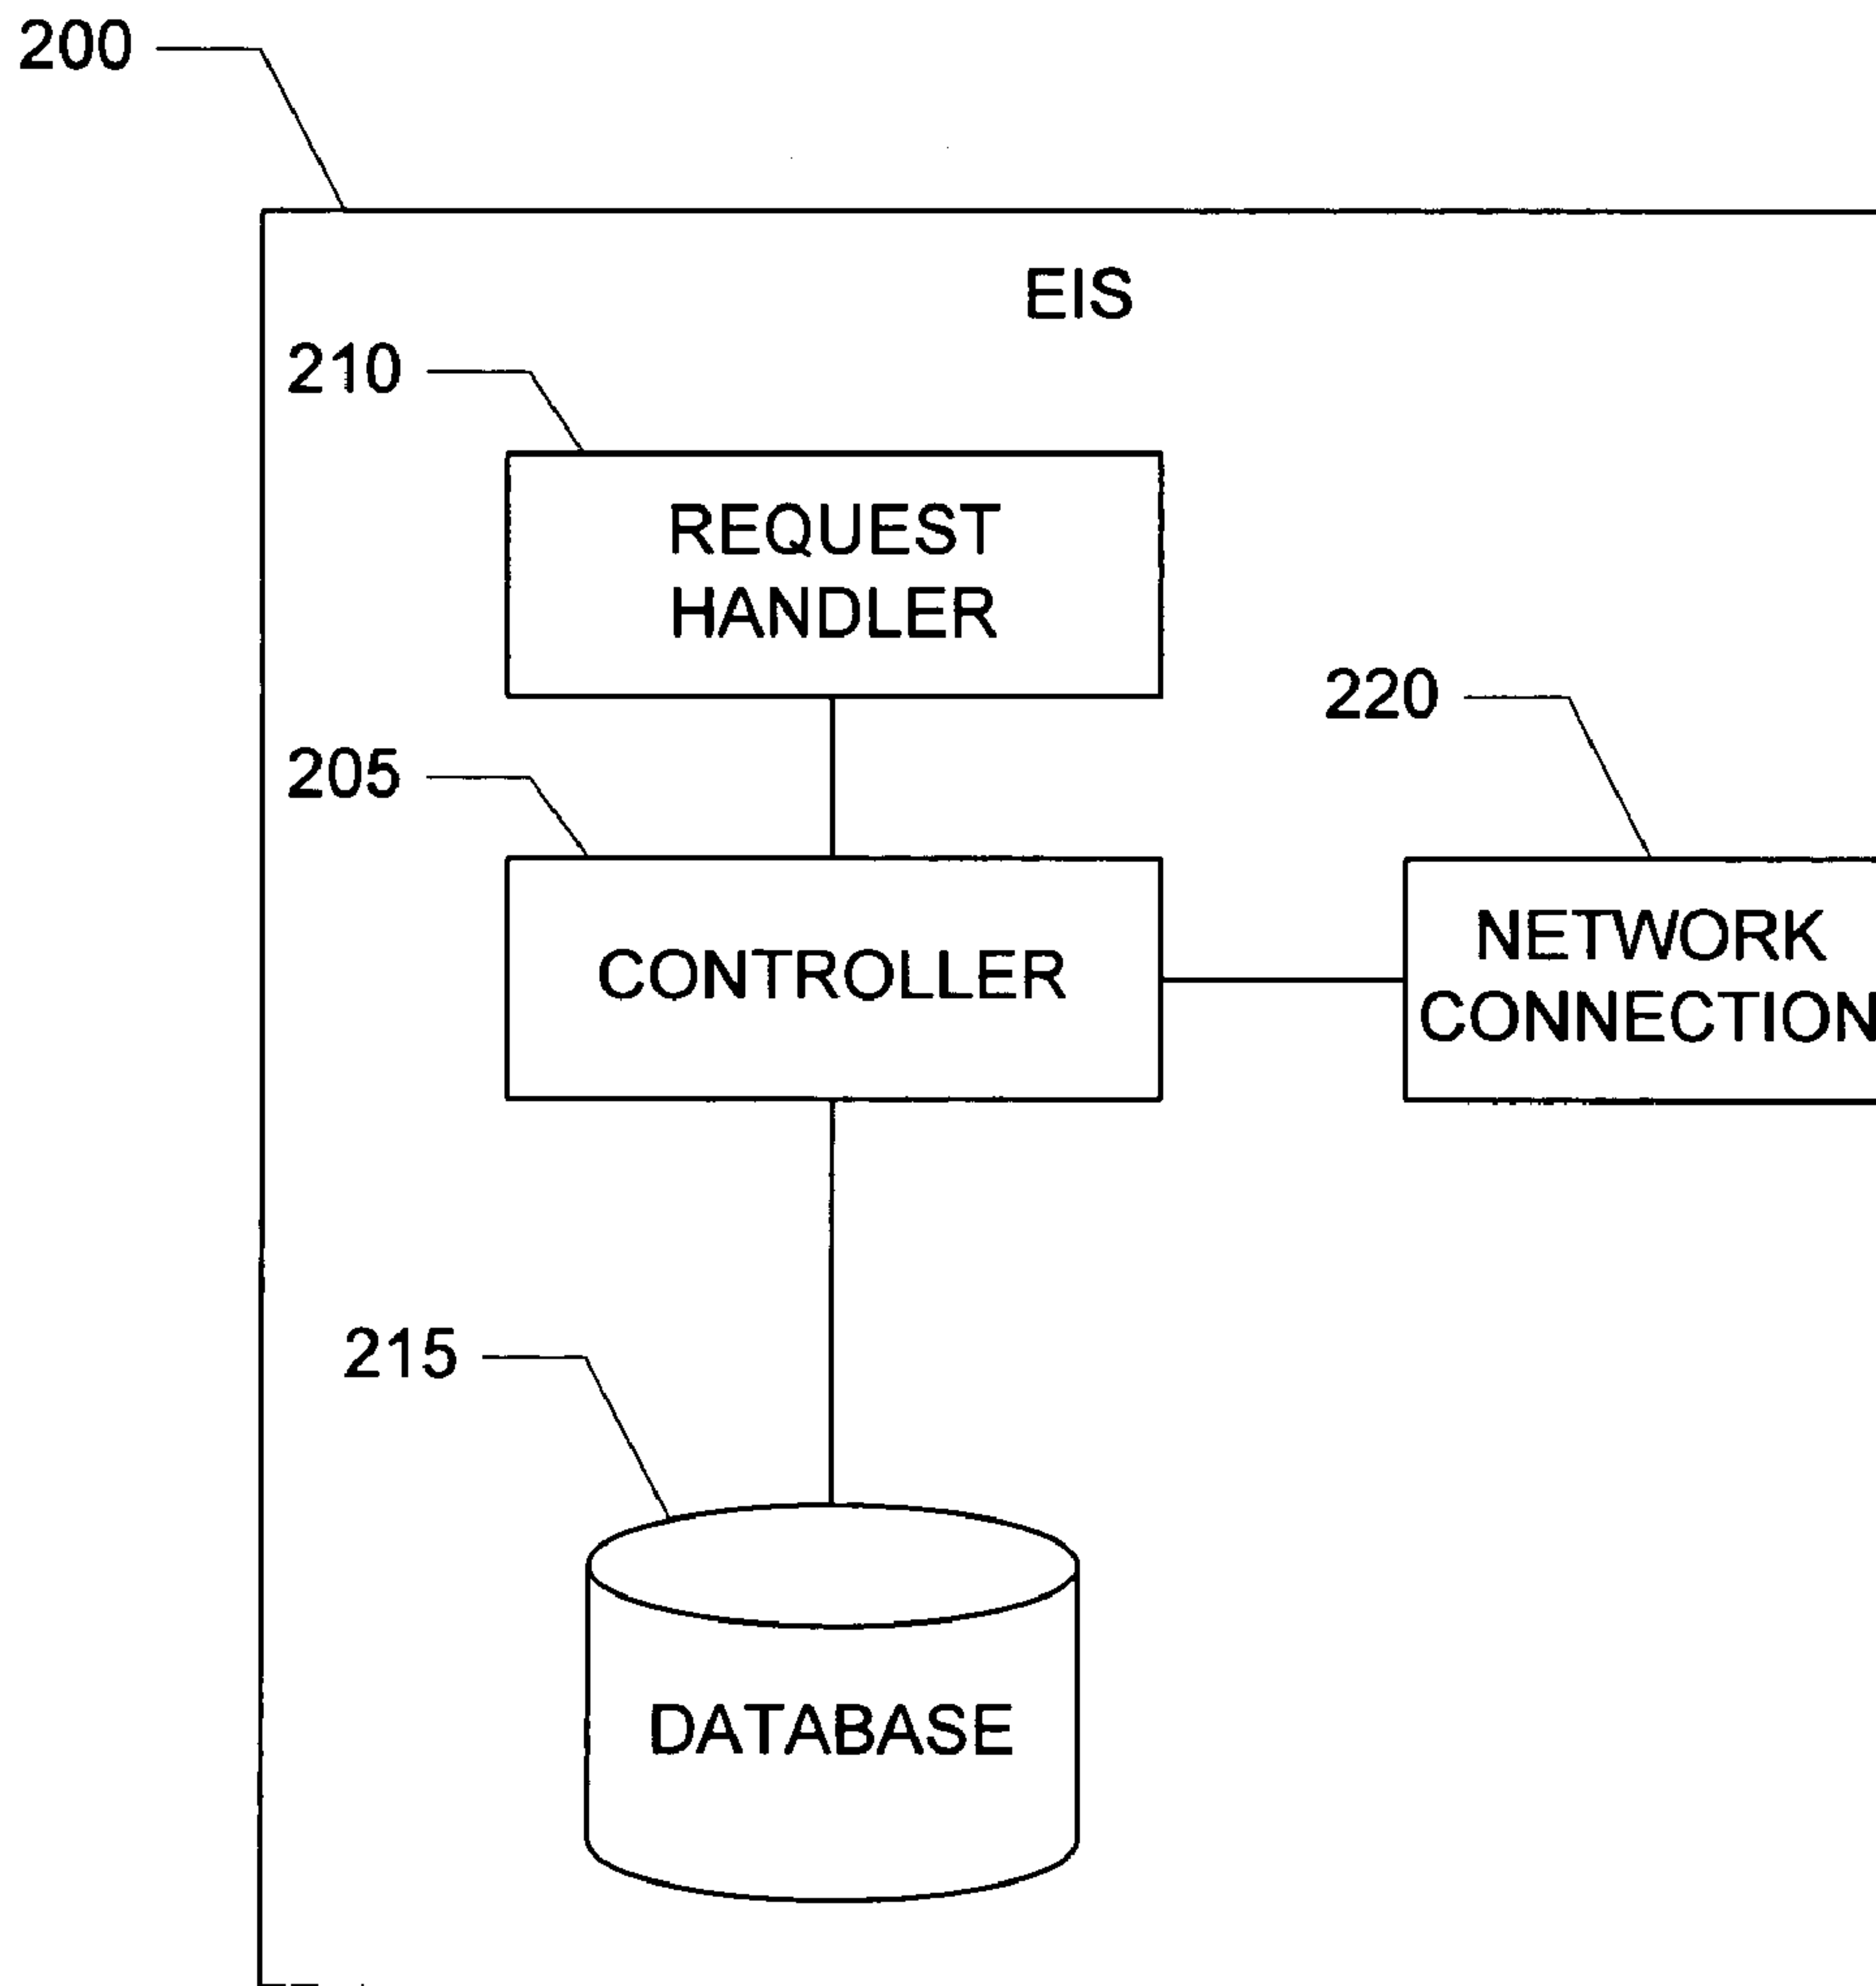 200
EIS
210
REQUEST
HANDLER
220
205
CONTROLLER
NETWORK
CONNECTION
215
DATABASE